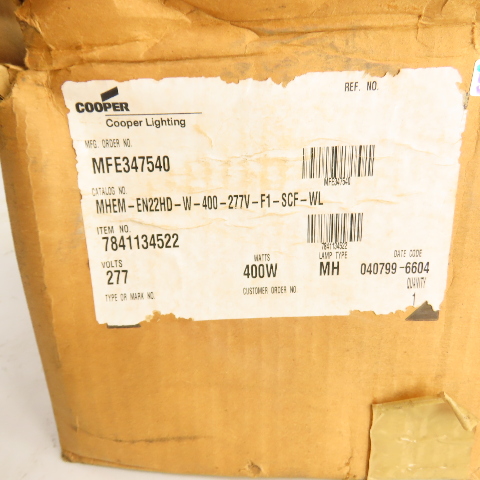 COOPER
Cooper Lighting
REF. NO.
MFG. ORDER NO.
MFE347540
MFE347540
CATALOG NO.
MHEM-EN22HD-W-400-277V-F1-SCF-WL
ITEM NO.
7841134522
7841134522
VOLTS WATTS LAMP TYPE DATE CODE
277 400W MH 040799-6604
TYPE OR MARK NO. CUSTOMER ORDER NO. QUANTITY
1